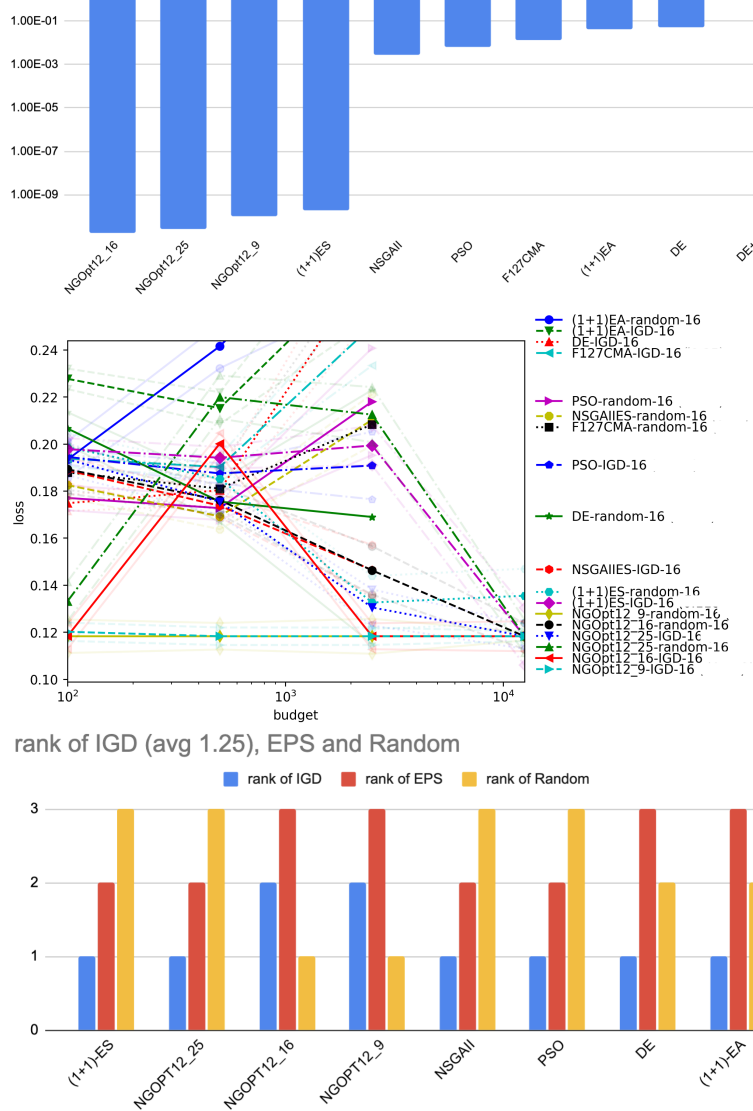 1.00E-01
1.00E-03
1.00E-05
1.00E-07
1.00E-09
NGOpt12_16
NGOpt12_25
NGOpt12_9
(1+1)ES
NSGAII
PSO
F127CMA
(1+1)EA
DE
0.24
0.22
0.20
0.18
0.16
0.14
0.12
0.10
loss
10²
10³
10⁴
budget
(1+1)EA-random-16
(1+1)EA-IGD-16
DE-IGD-16
F127CMA-IGD-16
PSO-random-16
NSGAIIES-random-16
F127CMA-random-16
PSO-IGD-16
DE-random-16
NSGAIIES-IGD-16
(1+1)ES-random-16
(1+1)ES-IGD-16
NGOpt12_9-random-16
NGOpt12_16-random-16
NGOpt12_25-IGD-16
NGOpt12_25-random-16
NGOpt12_16-IGD-16
NGOpt12_9-IGD-16
rank of IGD (avg 1.25), EPS and Random
rank of IGD rank of EPS rank of Random
3
2
1
0
(1+1)-ES
NGOPT12_25
NGOPT12_16
NGOPT12_9
NSGAII
PSO
DE
(1+1)-EA